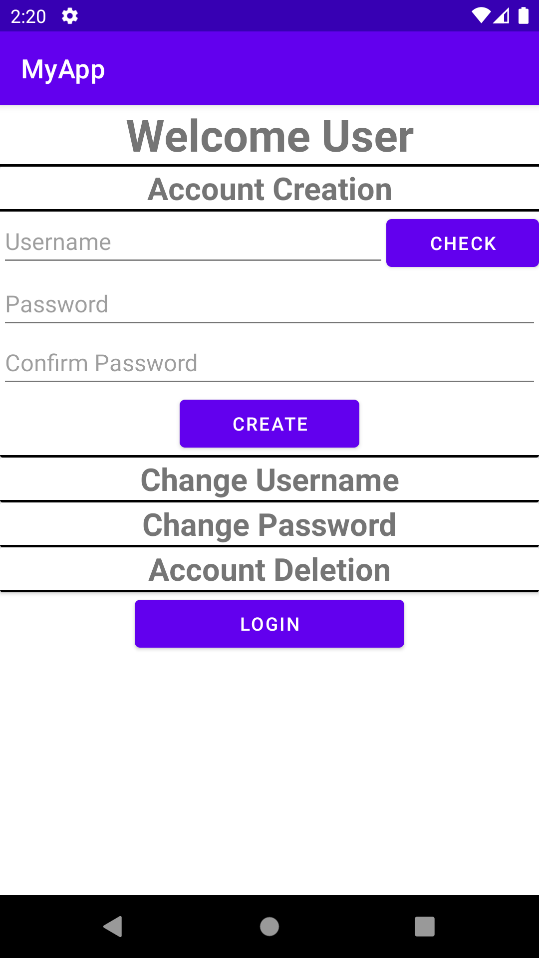 2:20
MyApp
Welcome User
Account Creation
Username
CHECK
Password
Confirm Password
CREATE
Change Username
Change Password
Account Deletion
LOGIN